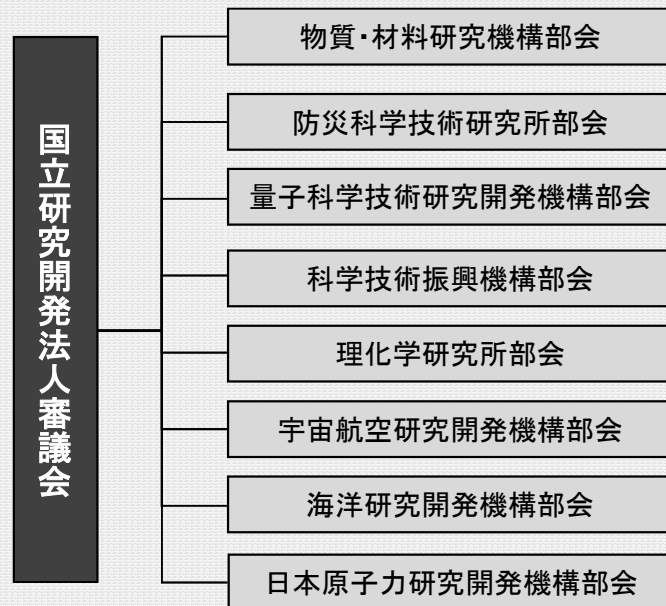 国立研究開発法人審議会
物質・材料研究機構部会
防災科学技術研究所部会
量子科学技術研究開発機構部会
科学技術振興機構部会
理化学研究所部会
宇宙航空研究開発機構部会
海洋研究開発機構部会
日本原子力研究開発機構部会